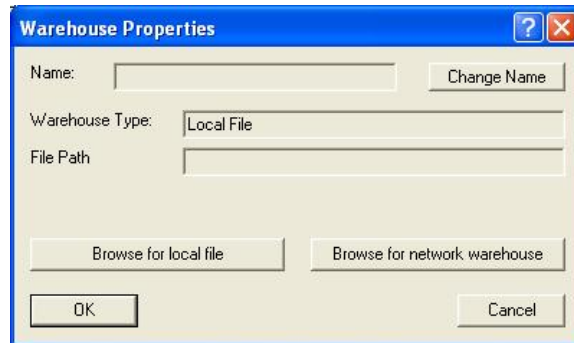 Warehouse Properties
Name:
Change Name
Warehouse Type: Local File
File Path
Browse for local file Browse for network warehouse
OK Cancel